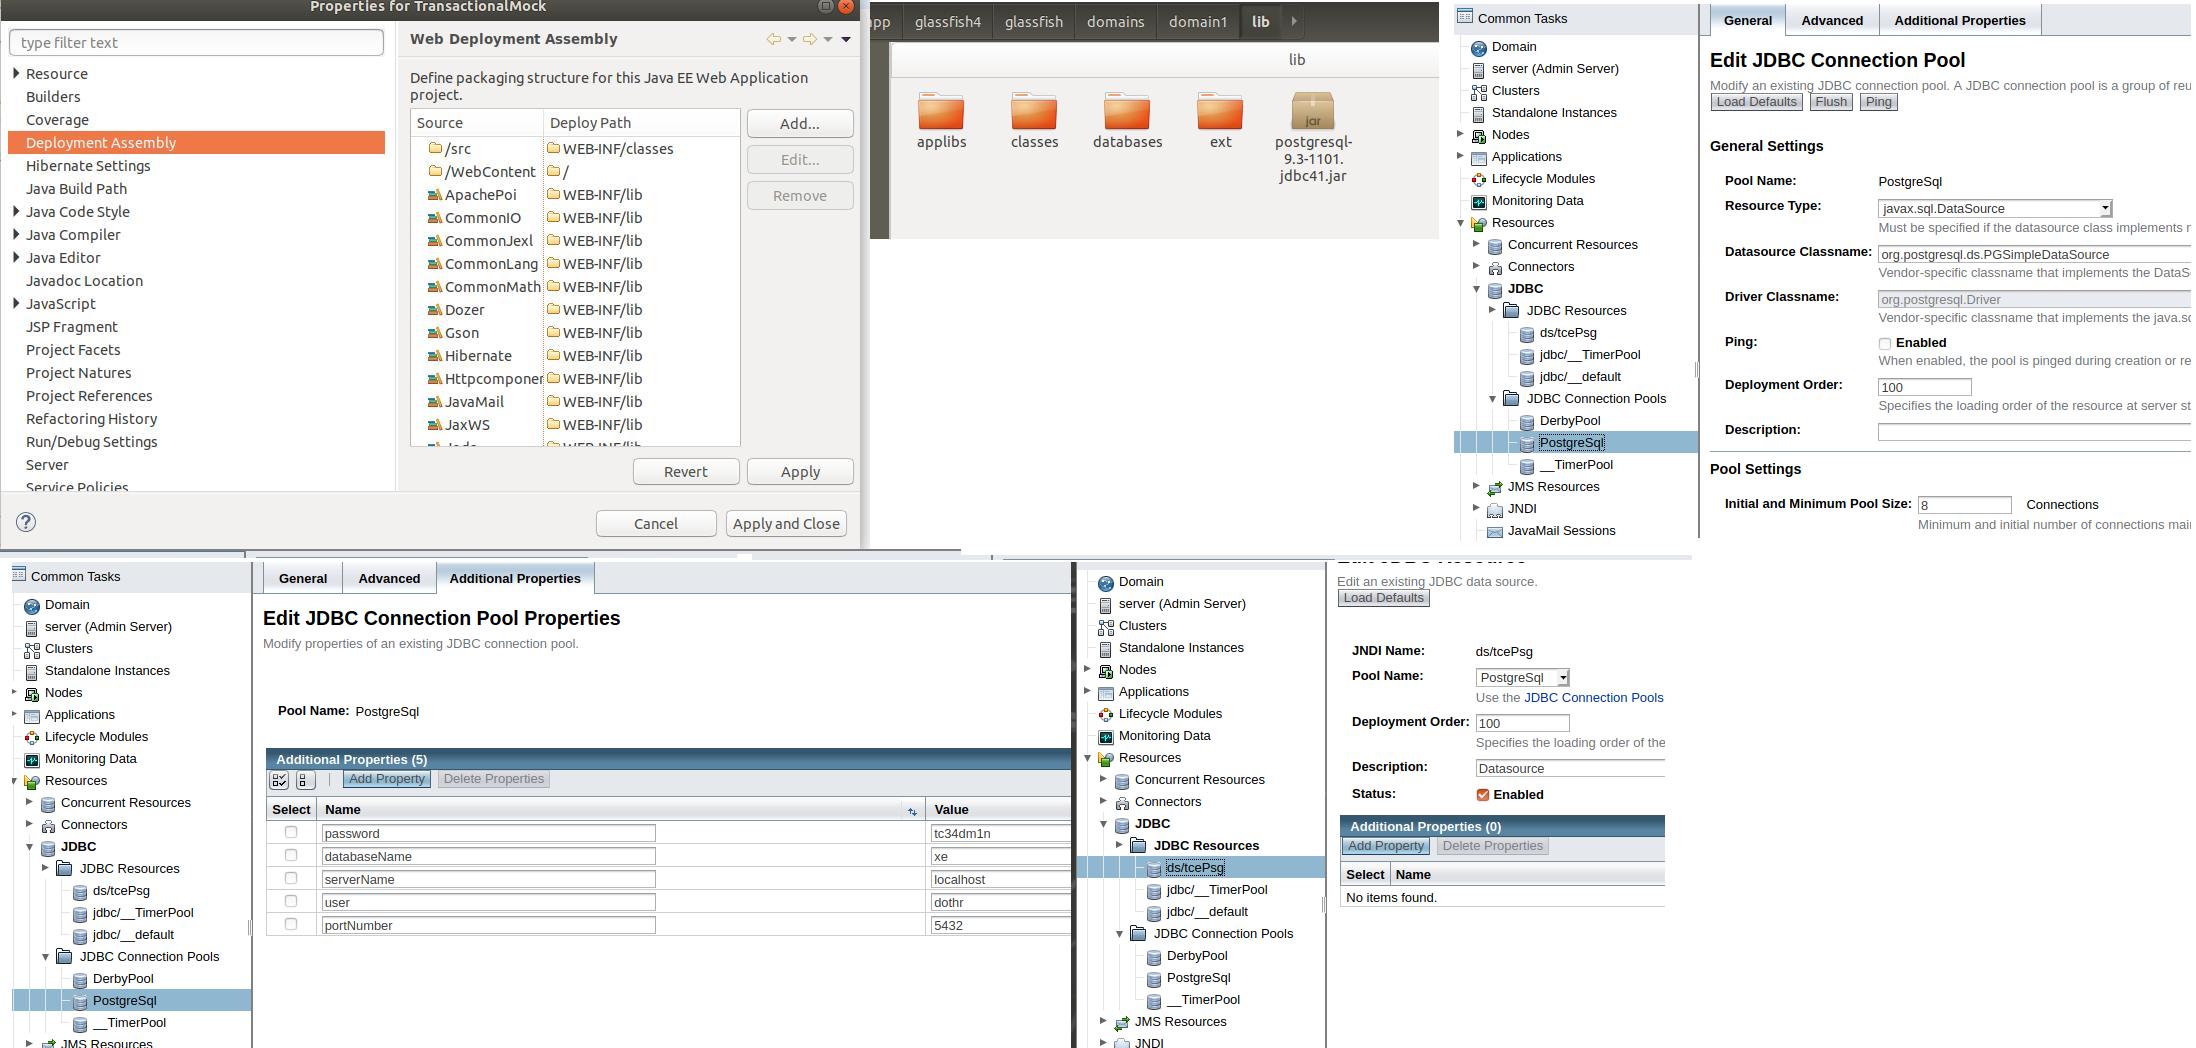 Properties for TransactionalMock
type filter text
Resource
Builders
Coverage
Deployment Assembly
Hibernate Settings
Java Build Path
Java Code Style
Java Compiler
Java Editor
Javadoc Location
JavaScript
JSP Fragment
Project Facets
Project Natures
Project References
Refactoring History
Run/Debug Settings
Server
Service Policies
Web Deployment Assembly
Define packaging structure for this Java EE Web Application
project.
Source Deploy Path
/src WEB-INF/classes
/WebContent /
ApachePoi WEB-INF/lib
CommonIO WEB-INF/lib
CommonJexl WEB-INF/lib
CommonLang WEB-INF/lib
CommonMath WEB-INF/lib
Dozer WEB-INF/lib
Gson WEB-INF/lib
Hibernate WEB-INF/lib
Httpcomponer WEB-INF/lib
JavaMail WEB-INF/lib
JaxWS WEB-INF/lib
WEB-INF/lib
Add...
Edit...
Remove
Revert Apply
? Cancel Apply and Close
app glassfish4 glassfish domains domain1 lib
lib
jar
applibs classes databases ext postgresql-
9.3-1101.
jdbc41.jar
Common Tasks
Domain
server (Admin Server)
Clusters
Standalone Instances
Nodes
Applications
Lifecycle Modules
Monitoring Data
Resources
Concurrent Resources
Connectors
JDBC
JDBC Resources
ds/tcePsg
jdbc/__TimerPool
jdbc/__default
JDBC Connection Pools
DerbyPool
PostgreSql
__TimerPool
JMS Resources
JNDI
JavaMail Sessions
General Advanced Additional Properties
Edit JDBC Connection Pool
Modify an existing JDBC connection pool. A JDBC connection pool is a group of reu
Load Defaults Flush Ping
General Settings
Pool Name: PostgreSql
Resource Type: javax.sql.DataSource
Must be specified if the datasource class implements
Datasource Classname: org.postgresql.ds.PGSimpleDataSource
Vendor-specific classname that implements the DataS
Driver Classname: org.postgresql.Driver
Vendor-specific classname that implements the java.s
Ping: Enabled
When enabled, the pool is pinged during creation or re
Deployment Order: 100
Specifies the loading order of the resource at server st
Description:
Pool Settings
Initial and Minimum Pool Size: 8 Connections
Minimum and initial number of connections mai
Common Tasks
Domain
server (Admin Server)
Clusters
Standalone Instances
Nodes
Applications
Lifecycle Modules
Monitoring Data
Resources
Concurrent Resources
Connectors
JDBC
JDBC Resources
ds/tcePsg
jdbc/__TimerPool
jdbc/__default
JDBC Connection Pools
DerbyPool
PostgreSql
__TimerPool
JMS Resources
General Advanced Additional Properties
Edit JDBC Connection Pool Properties
Modify properties of an existing JDBC connection pool.
Pool Name: PostgreSql
Additional Properties (5)
Add Property Delete Properties
Select Name Value
password tc34dm1n
databaseName xe
serverName localhost
user dothr
portNumber 5432
Domain
server (Admin Server)
Clusters
Standalone Instances
Nodes
Applications
Lifecycle Modules
Monitoring Data
Resources
Concurrent Resources
Connectors
JDBC
JDBC Resources
ds/tcePsg
jdbc/__TimerPool
jdbc/__default
JDBC Connection Pools
DerbyPool
PostgreSql
__TimerPool
JMS Resources
JNDI
Edit JDBC Resource
Edit an existing JDBC data source.
Load Defaults
JNDI Name: ds/tcePsg
Pool Name: PostgreSql
Use the JDBC Connection Pools
Deployment Order: 100
Specifies the loading order of the
Description: Datasource
Status: Enabled
Additional Properties (0)
Add Property Delete Properties
Select Name
No items found.